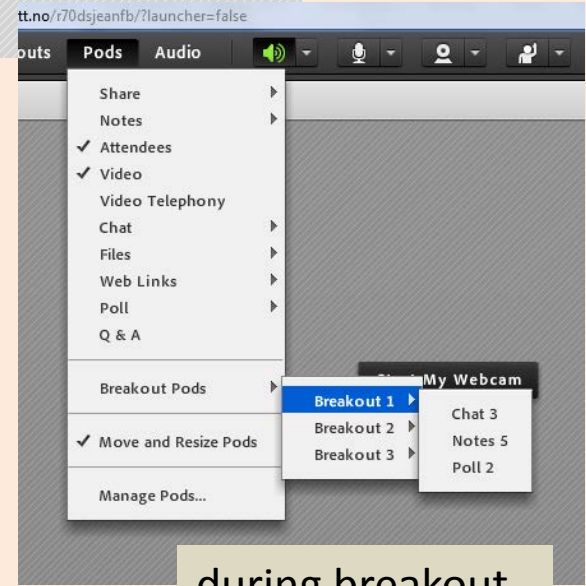 tt.no/r70dsjeanfb/?launcher=false
outs Pods Audio
Share
Notes
✓ Attendees
✓ Video
Video Telephony
Chat
Files
Web Links
Poll
Q & A
Breakout Pods
✓ Move and Resize Pods
Manage Pods...
My Webcam
Breakout 1
Breakout 2
Breakout 3
Chat 3
Notes 5
Poll 2
during breakout